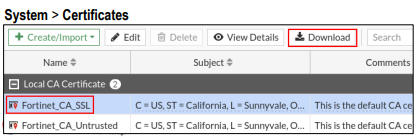 System > Certificates
+ Create/Import Edit Delete View Details Download Search
Name Subject Comments
Local CA Certificate 2
Fortinet_CA_SSL C = US, ST = California, L = Sunnyvale, O... This is the default CA ce
Fortinet_CA_Untrusted C = US, ST = California, L = Sunnyvale, O... This is the default CA ce